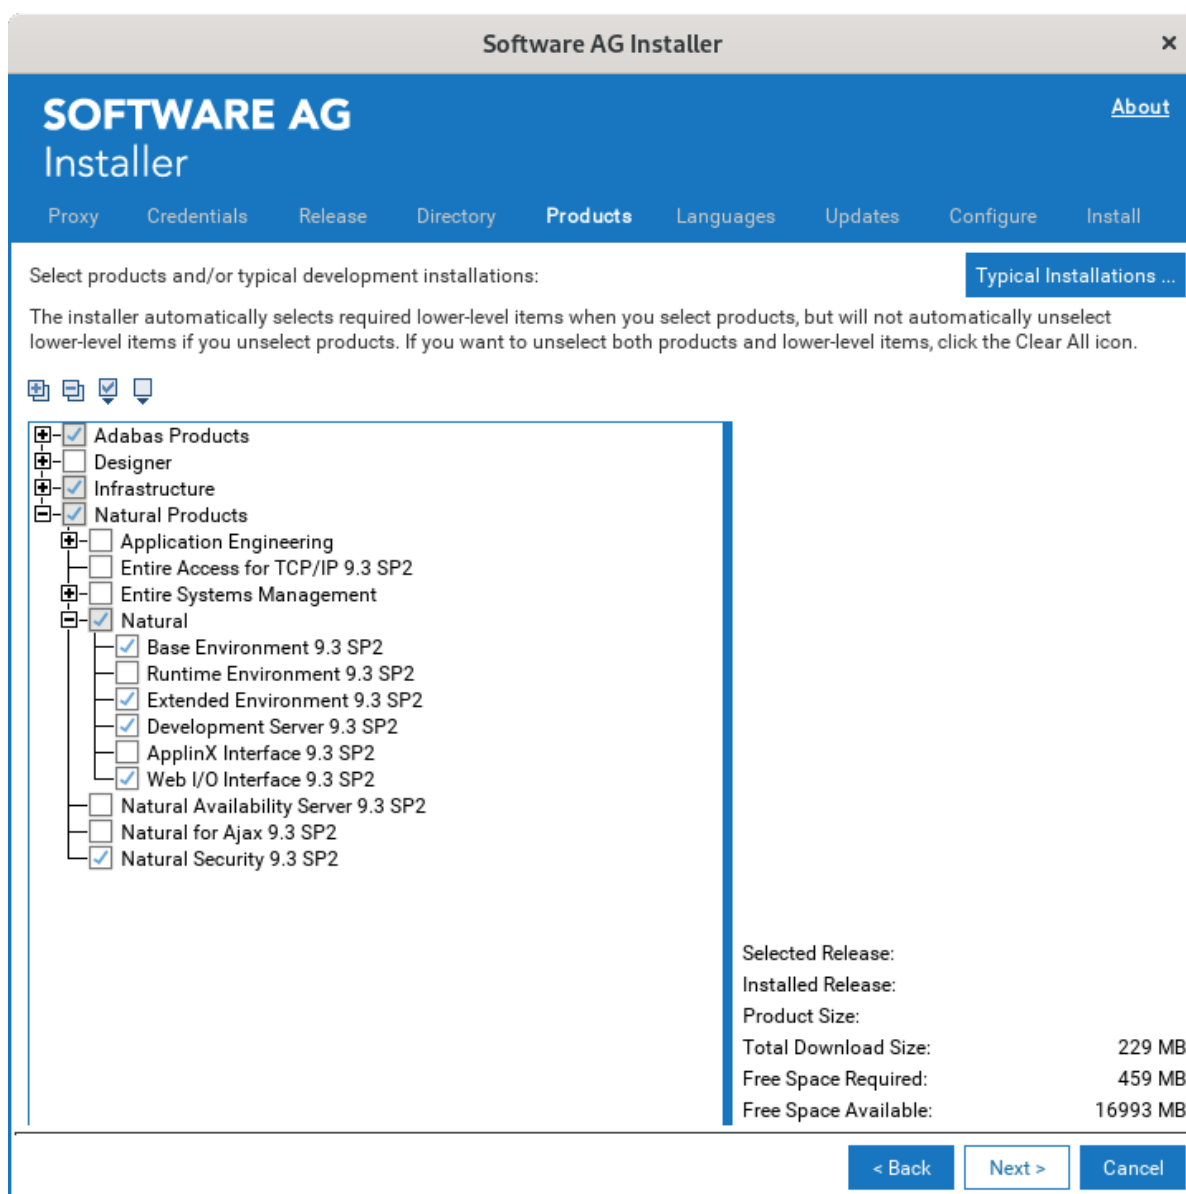 Software AG Installer
×
SOFTWARE AG
Installer
About
Proxy Credentials Release Directory Products Languages Updates Configure Install
Select products and/or typical development installations:
Typical Installations ...
The installer automatically selects required lower-level items when you select products, but will not automatically unselect
lower-level items if you unselect products. If you want to unselect both products and lower-level items, click the Clear All icon.
Adabas Products
Designer
Infrastructure
Natural Products
Application Engineering
Entire Access for TCP/IP 9.3 SP2
Entire Systems Management
Natural
Base Environment 9.3 SP2
Runtime Environment 9.3 SP2
Extended Environment 9.3 SP2
Development Server 9.3 SP2
ApplinX Interface 9.3 SP2
Web I/O Interface 9.3 SP2
Natural Availability Server 9.3 SP2
Natural for Ajax 9.3 SP2
Natural Security 9.3 SP2
Selected Release:
Installed Release:
Product Size:
Total Download Size: 229 MB
Free Space Required: 459 MB
Free Space Available: 16993 MB
< Back Next > Cancel